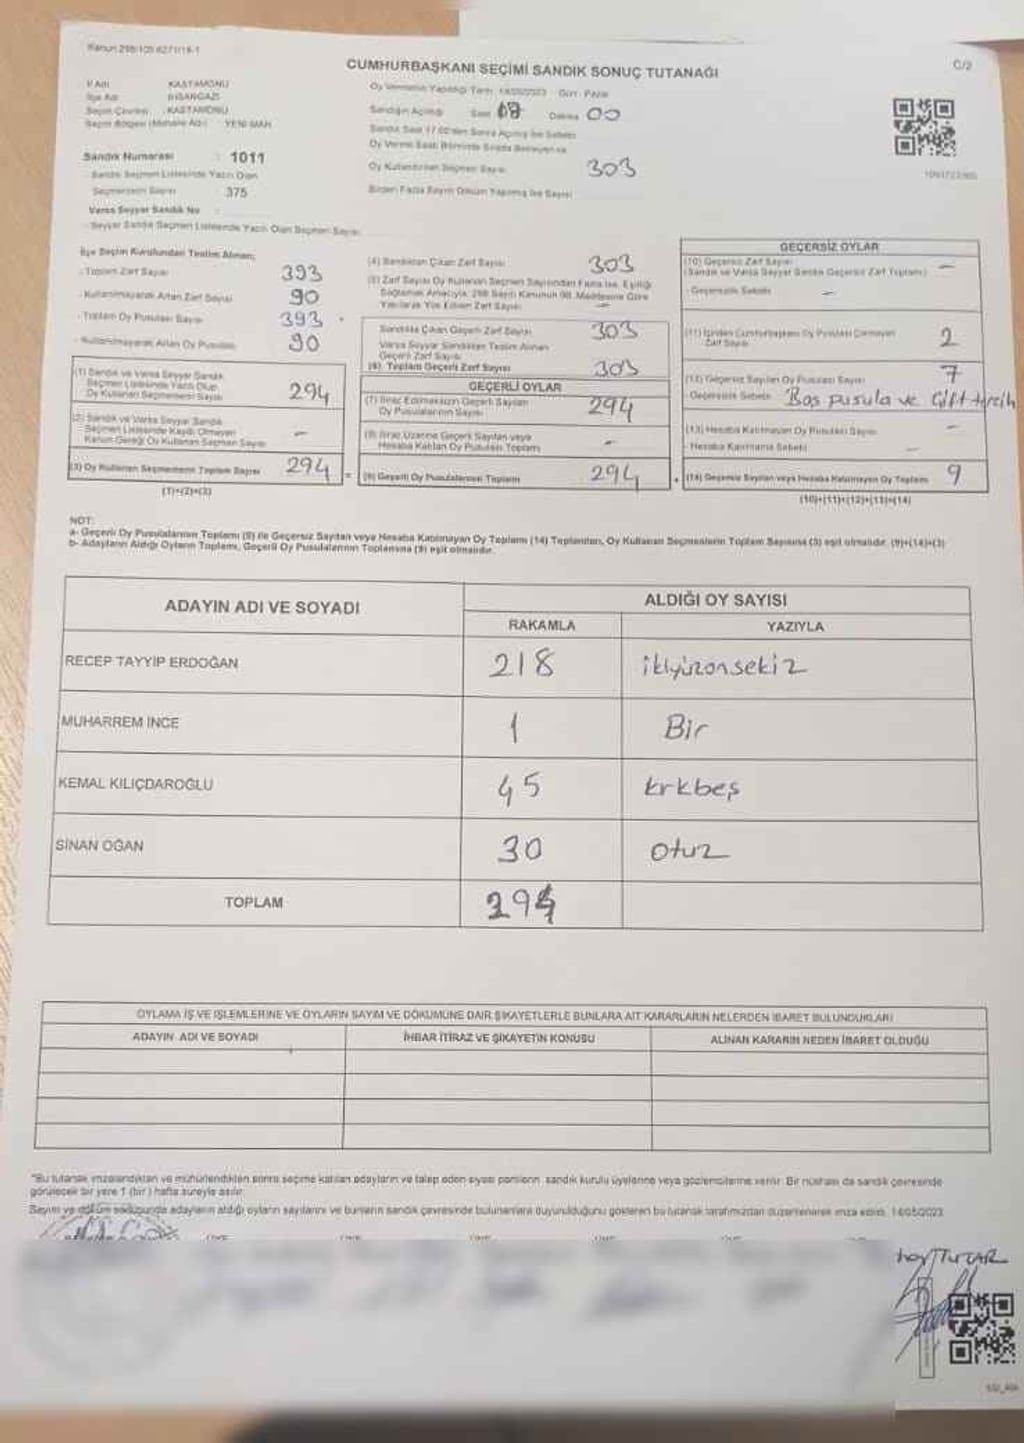 Kanun 298/105 6271/18-1
C/2
CUMHURBAŞKANI SEÇİMİ SANDIK SONUÇ TUTANAĞI
İl Adı KASTAMONU
İlçe Adı
Seçim Çevresi : KASTAMONU
Seçim Bölgesi (Mahalle Adı) YENİ MAH
Sandık Numarası : 1011
Sandık Seçmen Listesinde Yazılı Olan
Seçmenlerin Sayısı 375
Varsa Seyyar Sandık No
- Seyyar Sandık Seçmen Listesinde Yazılı Olan Seçmen Sayısı
Oy Vermenin Yapıldığı Tarih 14/05/2023 Gün: Pazar
Sandığın Açıldığı Saat Dakika 00
Sandık Saat 17.00'den Sonra Açılmış İse Sebebi
Oy Verme Saati Bitiminde Sırada Bekleyen
Oy Kullandırılan Seçmen Sayısı 303
Birden Fazla Sayım Döküm Yapılmış İse Sayısı
İlçe Seçim Kurulundan Teslim Alınan;
- Toplam Zarf Sayısı 393
- Kullanılmayarak Artan Zarf Sayısı 90
- Toplam Oy Pusulası Sayısı 393
- Kullanılmayarak Artan Oy Pusulası 90
(1) Sandık ve Varsa Seyyar Sandık
Seçmen Listesinde Yazılı Olup
Oy Kullanan Seçmenlerin Sayısı 294
(2) Sandık ve Varsa Seyyar Sandık
Seçmen Listesinde Kaydı Olmayan
Kanun Gereği Oy Kullanan Seçmen Sayısı -
(3) Oy Kullanan Seçmenlerin Toplam Sayısı 294
(1)+(2)=(3)
(4) Sandıktan Çıkan Zarf Sayısı 303
(5) Zarf Sayısı Oy Kullanan Seçmen Sayısından Fazla İse, Eşitliği
Sağlamak Amacıyla, 298 Sayılı Kanunun 98. Maddesine Göre
Yakılarak Yok Edilen Zarf Sayısı -
Sandıkta Çıkan Geçerli Zarf Sayısı 303
Varsa Seyyar Sandıktan Teslim Alınan
Geçerli Zarf Sayısı
(6) Toplam Geçerli Zarf Sayısı 303
GEÇERLİ OYLAR
(7) İtiraz Edilmeksizin Geçerli Sayılan
Oy Pusulalarının Sayısı 294
(8) İtiraz Üzerine Geçerli Sayılan veya
Hesaba Katılan Oy Pusulaları Toplamı -
(9) Geçerli Oy Pusulalarının Toplamı 294
GEÇERSİZ OYLAR
(10) Geçersiz Zarf Sayısı -
(Sandık ve Varsa Seyyar Sandık Geçersiz Zarf Toplamı)
- Geçersizlik Sebebi -
(11) İçinden Cumhurbaşkanı Oy Pusulası Çıkmayan
Zarf Sayısı 2
(12) Geçersiz Sayılan Oy Pusulası Sayısı 7
- Geçersizlik Sebebi Boş pusula ve Çift tercih
(13) Hesaba Katılmayan Oy Pusulası Sayısı -
- Hesaba Katılmama Sebebi -
(14) Geçersiz Sayılan veya Hesaba Katılmayan Oy Toplamı 9
(10)+(11)+(12)+(13)=(14)
NOT:
a- Geçerli Oy Pusulalarının Toplamı (9) ile Geçersiz Sayılan veya Hesaba Katılmayan Oy Toplamı (14) Toplamları, Oy Kullanan Seçmenlerin Toplam Sayısına (3) eşit olmalıdır. (9)+(14)=(3)
b- Adayların Aldığı Oyların Toplamı, Geçerli Oy Pusulalarının Toplamına (9) eşit olmalıdır.
ADAYIN ADI VE SOYADI
ALDIĞI OY SAYISI
RAKAMLA YAZIYLA
RECEP TAYYİP ERDOĞAN 218 ikiyüzonsekiz
MUHARREM İNCE 1 Bir
KEMAL KILIÇDAROĞLU 45 kırkbeş
SİNAN OĞAN 30 otuz
TOPLAM 294
OYLAMA İŞ VE İŞLEMLERİNE VE OYLARIN SAYIM VE DÖKÜMÜNE DAİR ŞİKAYETLERLE BUNLARA AİT KARARLARIN NELERDEN İBARET BULUNDUKLARI
ADAYIN ADI VE SOYADI İHBAR İTİRAZ VE ŞİKAYETİN KONUSU ALINAN KARARIN NEDEN İBARET OLDUĞU
"Bu tutanak imzalandıktan ve mühürlendikten sonra seçime katılan adayların ve talep eden siyasi partilerin sandık kurulu üyelerine veya gözlemcilerine verilir. Bir nüshası da sandık çevresinde
görülecek bir yere 1 (bir) hafta süreyle asılır.
Sayım ve döküm sonucunda adayların aldığı oyların sayılarını ve bunların sandık çevresinde bulunanlara duyurulduğunu gösteren bu tutanak tarafımızdan düzenlenerek imza edildi. 14/05/2023